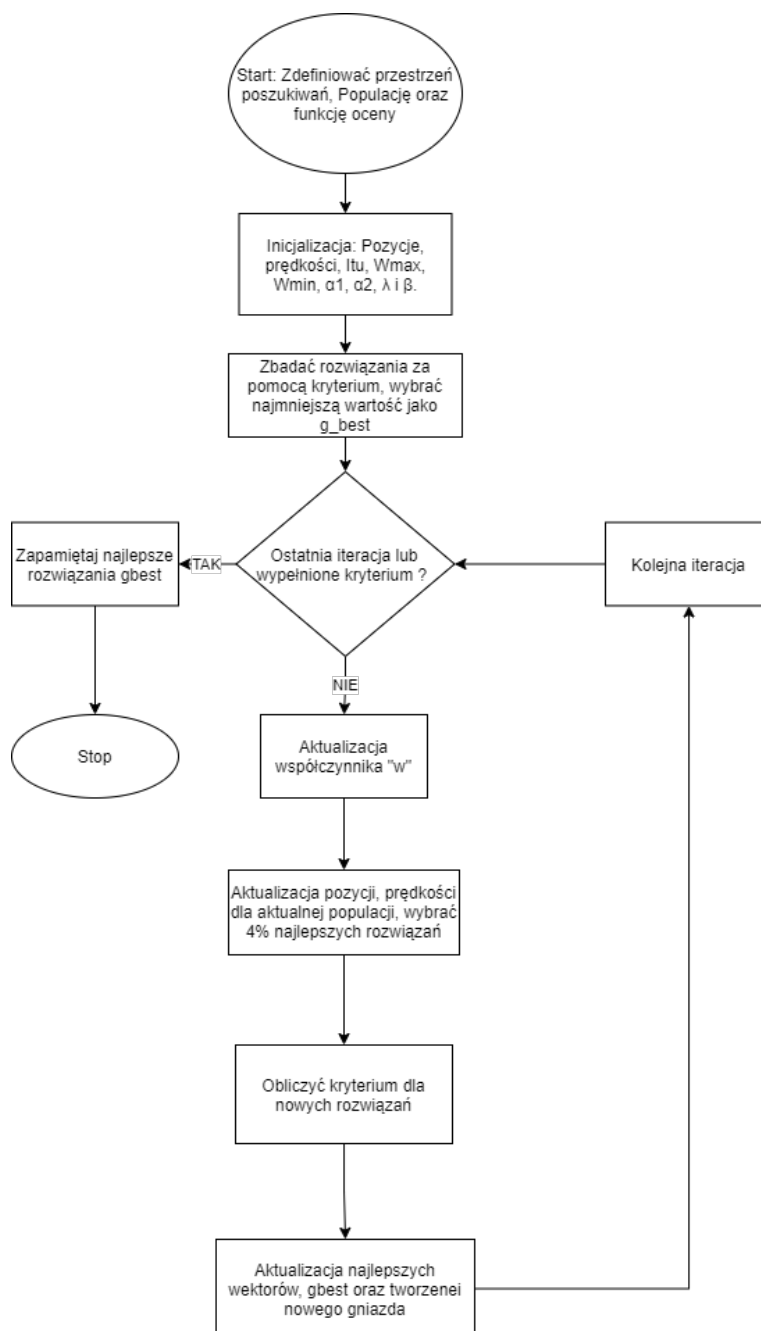 Start: Zdefiniować przestrzeń
poszukiwań, Populację oraz
funkcję oceny
Inicjalizacja: Pozycje,
prędkości, Itu, Wmax,
Wmin, α1, α2, λ i β.
Zbadać rozwiązania za
pomocą kryterium, wybrać
najmniejszą wartość jako
g_best
Ostatnia iteracja lub
wypełnione kryterium ?
TAK
Zapamiętaj najlepsze
rozwiązania gbest
Stop
Kolejna iteracja
NIE
Aktualizacja
współczynnika "w"
Aktualizacja pozycji, prędkości
dla aktualnej populacji, wybrać
4% najlepszych rozwiązań
Obliczyć kryterium dla
nowych rozwiązań
Aktualizacja najlepszych
wektorów, gbest oraz tworzenei
nowego gniazda